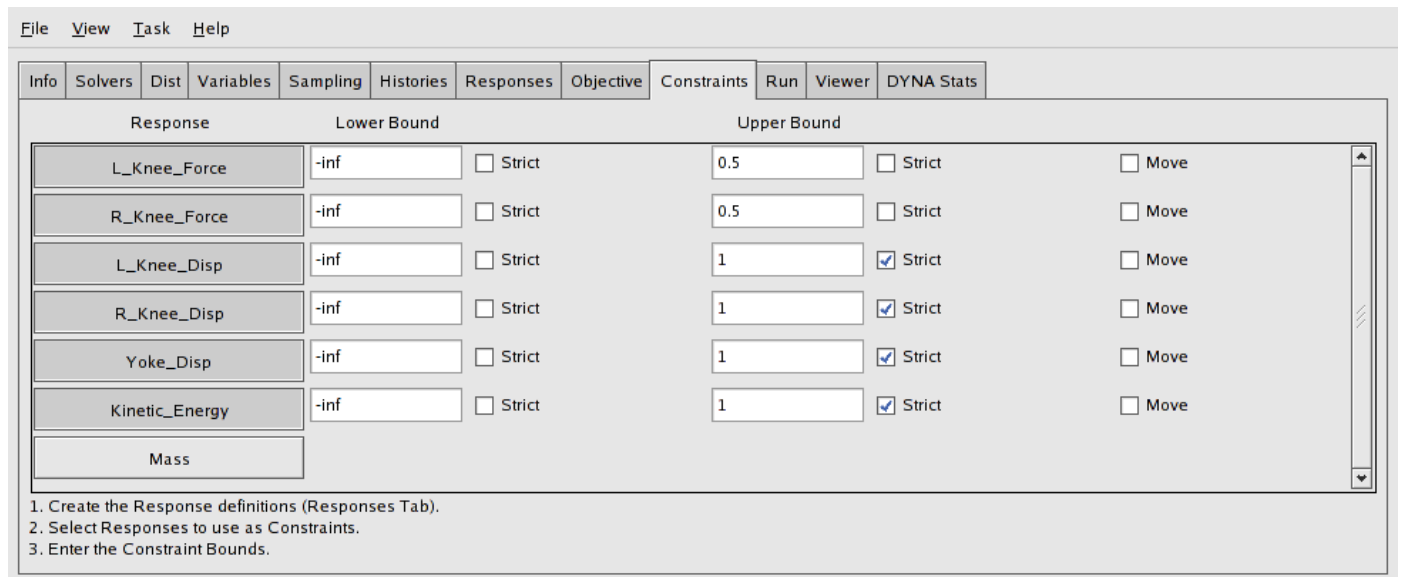 File View Task Help
Info Solvers Dist Variables Sampling Histories Responses Objective Constraints Run Viewer DYNA Stats
Response Lower Bound Upper Bound
L_Knee_Force -inf Strict 0.5 Strict Move
R_Knee_Force -inf Strict 0.5 Strict Move
L_Knee_Disp -inf Strict 1 Strict Move
R_Knee_Disp -inf Strict 1 Strict Move
Yoke_Disp -inf Strict 1 Strict Move
Kinetic_Energy -inf Strict 1 Strict Move
Mass
1. Create the Response definitions (Responses Tab).
2. Select Responses to use as Constraints.
3. Enter the Constraint Bounds.